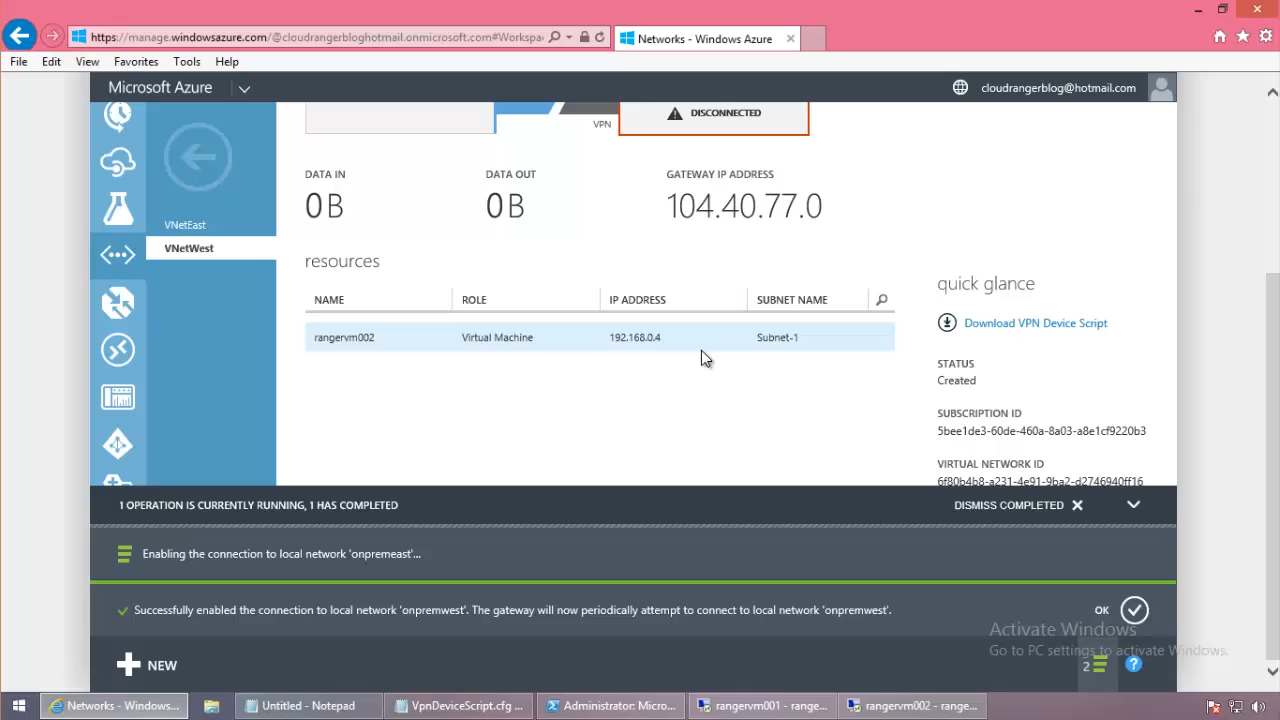 https://manage.windowsazure.com/@cloudrangerbloghotmail.onmicrosoft.com#Workspa
Networks - Windows Azure
File Edit View Favorites Tools Help
Microsoft Azure
cloudrangerblog@hotmail.com
VPN
DISCONNECTED
DATA IN
DATA OUT
GATEWAY IP ADDRESS
0 B
0 B
104.40.77.0
VNetEast
VNetWest
resources
NAME ROLE IP ADDRESS SUBNET NAME
rangervm002 Virtual Machine 192.168.0.4 Subnet-1
quick glance
Download VPN Device Script
STATUS
Created
SUBSCRIPTION ID
5bee1de3-60de-460a-8a03-a8e1cf9220b3
VIRTUAL NETWORK ID
6f80b4b8-a231-4e91-9ba2-d2746940ff16
1 OPERATION IS CURRENTLY RUNNING, 1 HAS COMPLETED
DISMISS COMPLETED
Enabling the connection to local network 'onpremeast'...
Successfully enabled the connection to local network 'onpremwest'. The gateway will now periodically attempt to connect to local network 'onpremwest'.
OK
Activate Windows
Go to PC settings to activate Windows.
NEW
2
?
Networks - Windows...
Untitled - Notepad
VpnDeviceScript.cfg ...
Administrator: Micro...
rangervm001 - range...
rangervm002 - range...